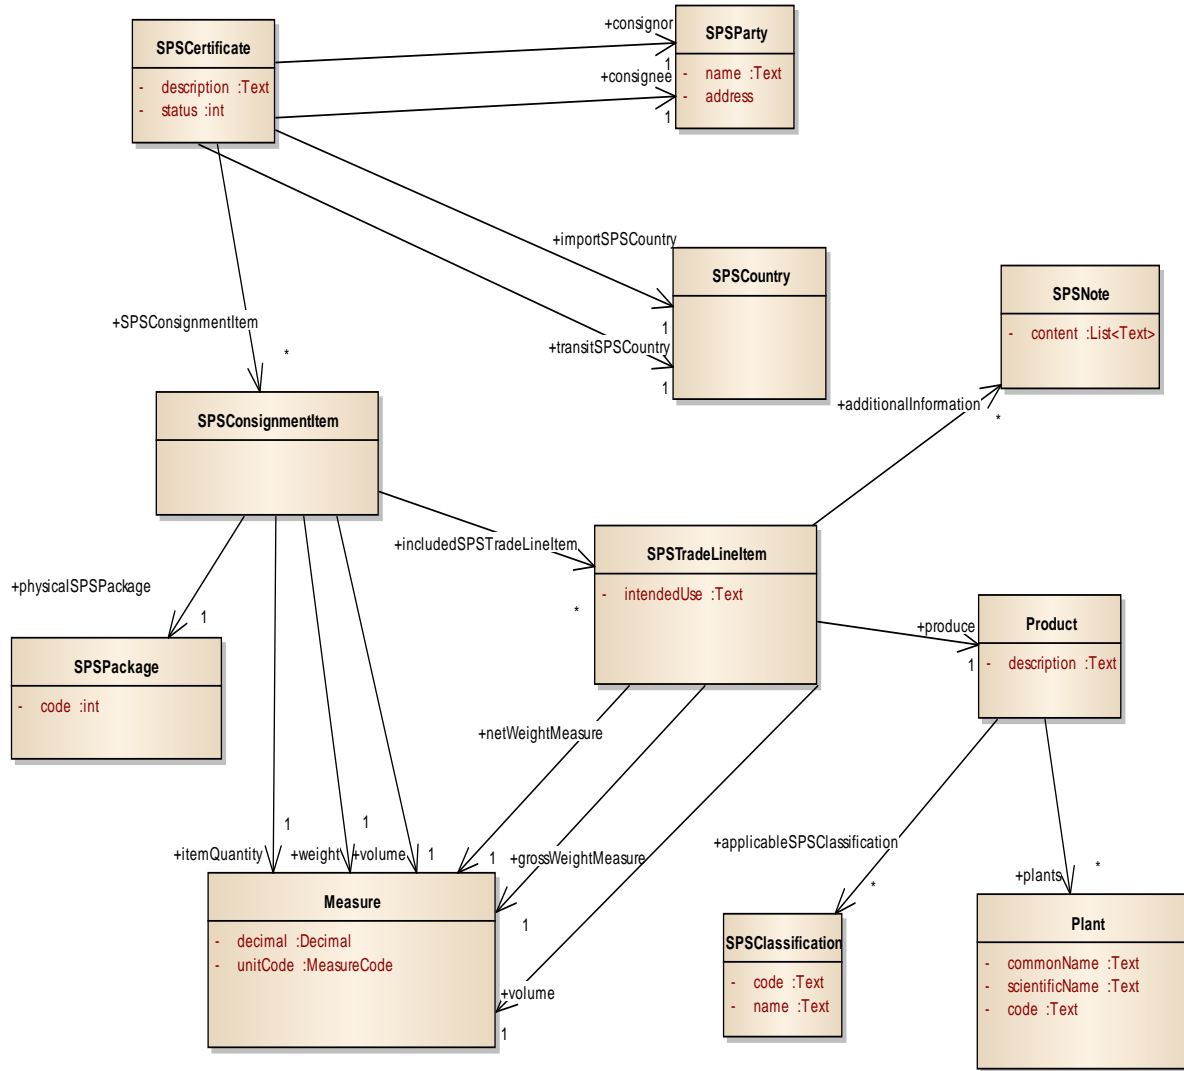 +consignor
SPSParty
SPSCertificate
1
- name :Text
- address
+consignee
1
- description :Text
- status :int
+importSPSCountry
1
SPSCountry
+transitSPSCountry
1
SPSNote
- content :List<Text>
+SPSConsignmentItem
*
+additionalInformation
*
SPSConsignmentItem
+includedSPSTradeLineItem
*
SPSTradeLineItem
- intendedUse :Text
+physicalSPSPackage
1
+produce
1
Product
- description :Text
SPSPackage
- code :int
+netWeightMeasure
1
+grossWeightMeasure
1
+volume
1
+itemQuantity
1
+weight
1
+volume
1
+applicableSPSClassification
*
+plants
*
Measure
- decimal :Decimal
- unitCode :MeasureCode
SPSClassification
- code :Text
- name :Text
Plant
- commonName :Text
- scientificName :Text
- code :Text